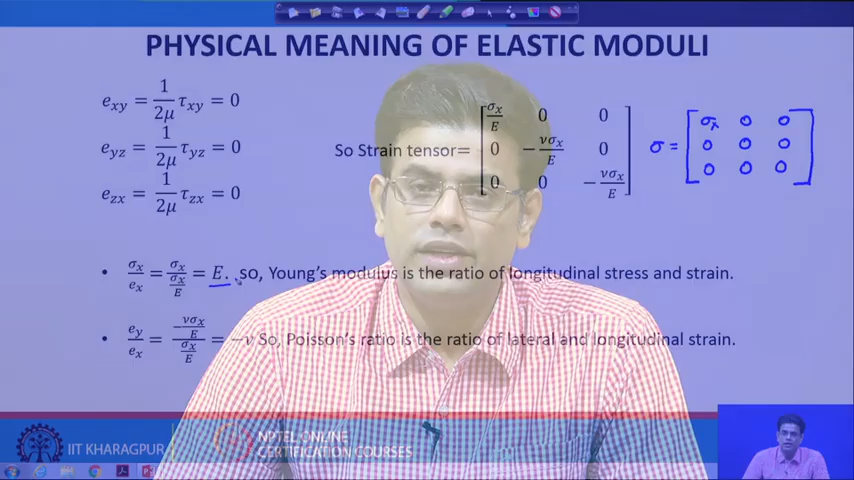 PHYSICAL MEANING OF ELASTIC MODULI
e_xy = 1/2μ τ_xy = 0
e_yz = 1/2μ τ_yz = 0
e_zx = 1/2μ τ_zx = 0
So Strain tensor= [σ_x/E 0 0
0 −νσ_x/E 0
0 0 −νσ_x/E]
σ = [σ_x 0 0
0 0 0
0 0 0]
• σ_x/e_x = σ_x/(σ_x/E) = E. so, Young's modulus is the ratio of longitudinal stress and strain.
• e_y/e_x = (−νσ_x/E)/(σ_x/E) = −ν So, Poisson's ratio is the ratio of lateral and longitudinal strain.
IIT KHARAGPUR
NPTEL ONLINE
CERTIFICATION COURSES